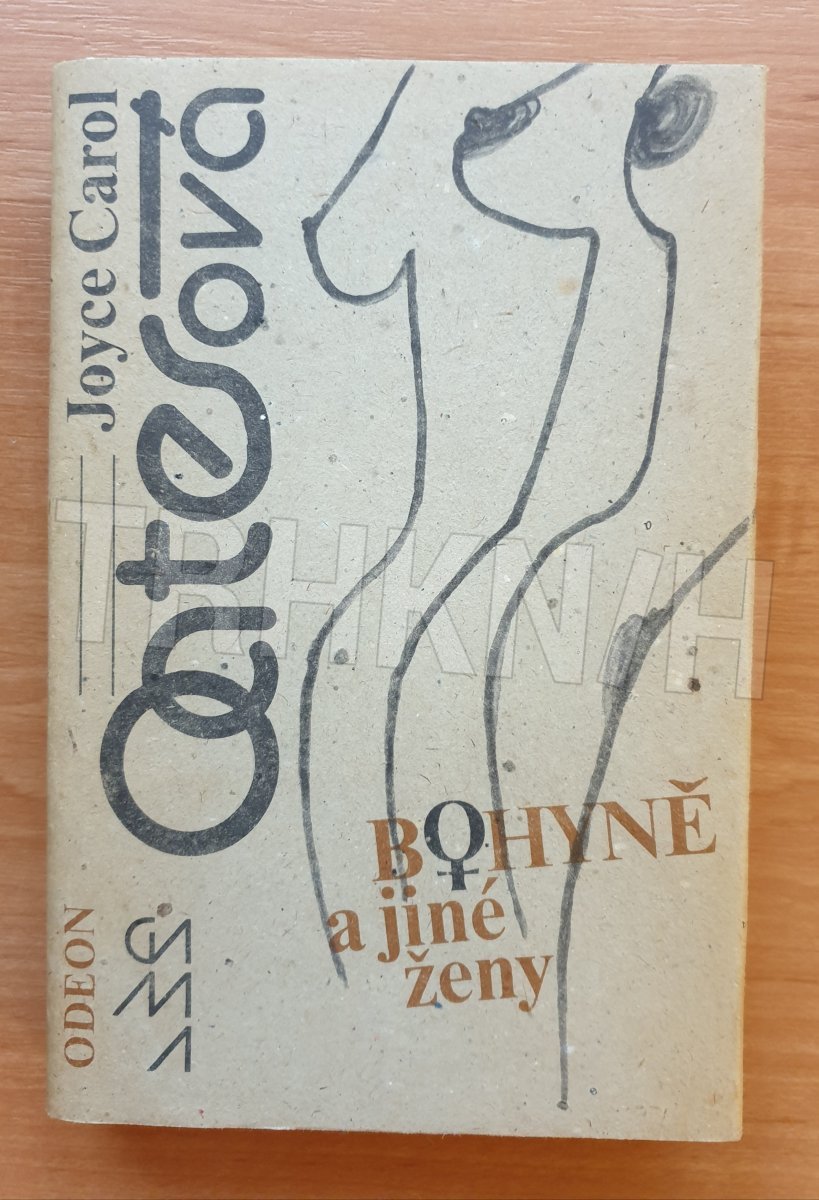 Joyce Carol
Oatesová
BOHYNĚ
a jiné
ženy
ODEON
TRHKNIH